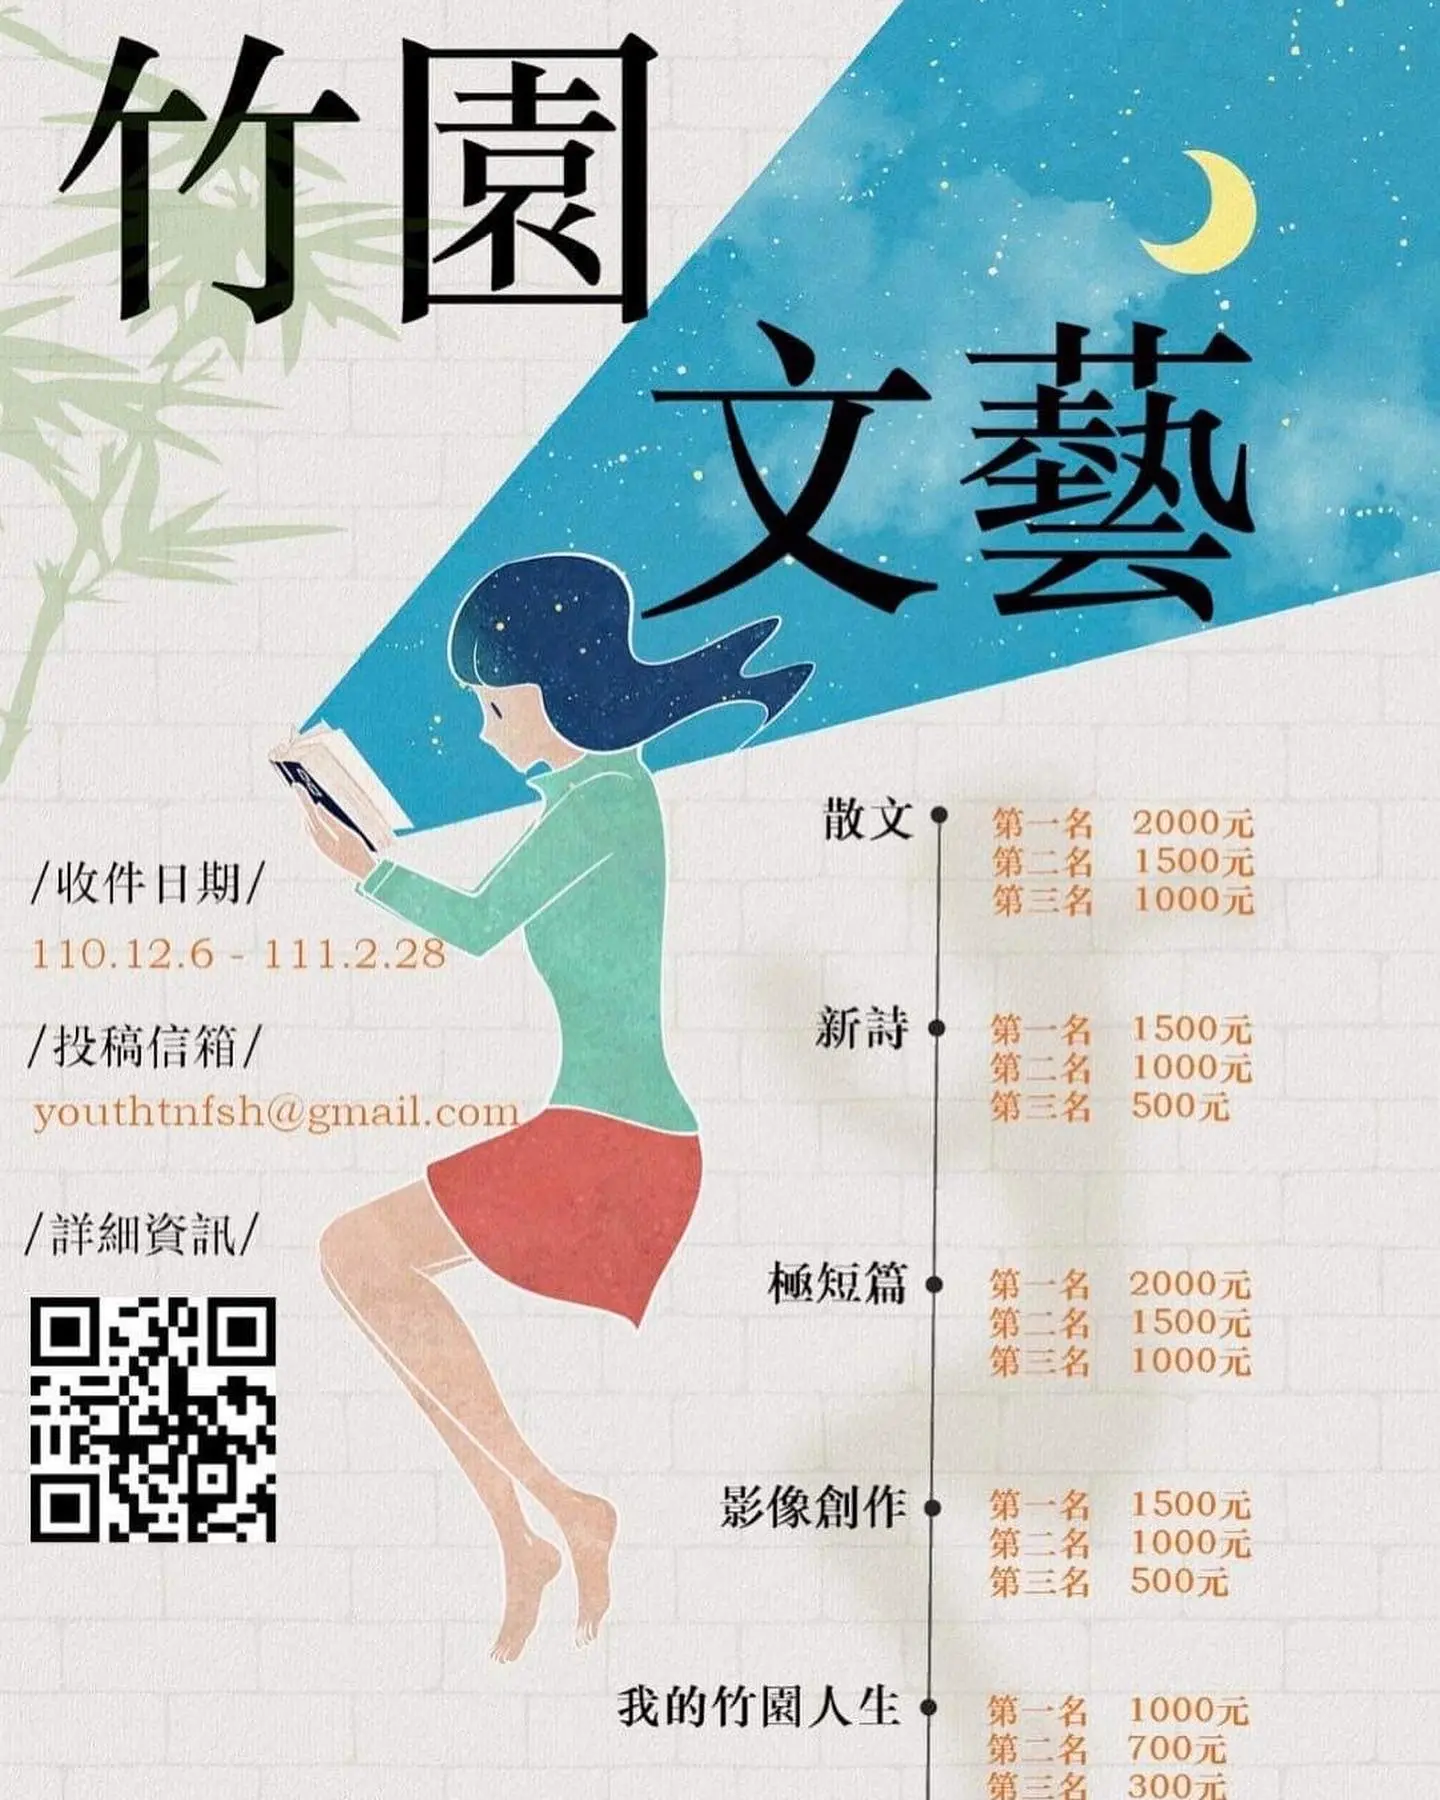 竹園
文藝
/收件日期/
110.12.6 - 111.2.28
/投稿信箱/
youthtnfsh@gmail.com
/詳細資訊/
散文
第一名 2000元
第二名 1500元
第三名 1000元
新詩
第一名 1500元
第二名 1000元
第三名 500元
極短篇
第一名 2000元
第二名 1500元
第三名 1000元
影像創作
第一名 1500元
第二名 1000元
第三名 500元
我的竹園人生
第一名 1000元
第二名 700元
第三名 300元